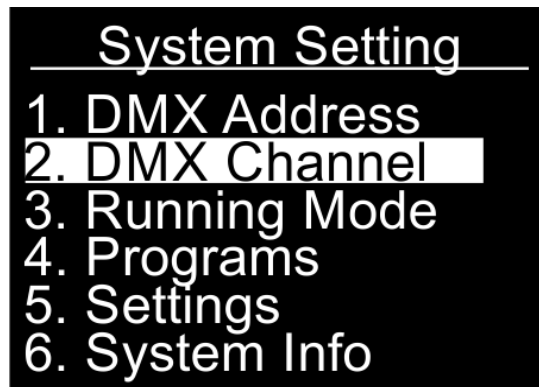 System Setting
1. DMX Address
2. DMX Channel
3. Running Mode
4. Programs
5. Settings
6. System Info